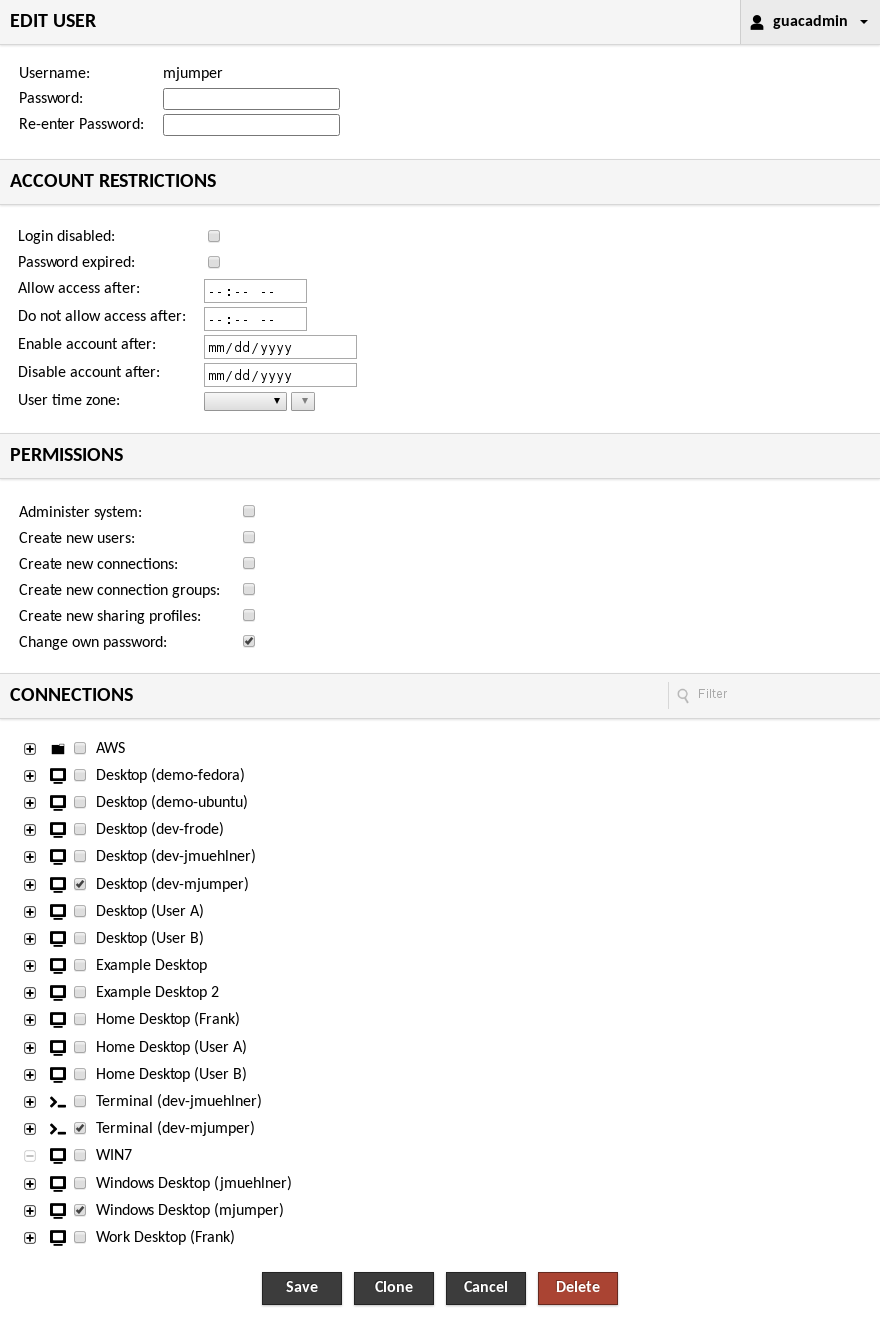 EDIT USER
guacadmin
Username: mjumper
Password:
Re-enter Password:
ACCOUNT RESTRICTIONS
Login disabled:
Password expired:
Allow access after: --:-- --
Do not allow access after: --:-- --
Enable account after: mm/dd/yyyy
Disable account after: mm/dd/yyyy
User time zone:
PERMISSIONS
Administer system:
Create new users:
Create new connections:
Create new connection groups:
Create new sharing profiles:
Change own password:
CONNECTIONS
Filter
AWS
Desktop (demo-fedora)
Desktop (demo-ubuntu)
Desktop (dev-frode)
Desktop (dev-jmuehlner)
Desktop (dev-mjumper)
Desktop (User A)
Desktop (User B)
Example Desktop
Example Desktop 2
Home Desktop (Frank)
Home Desktop (User A)
Home Desktop (User B)
Terminal (dev-jmuehlner)
Terminal (dev-mjumper)
WIN7
Windows Desktop (jmuehlner)
Windows Desktop (mjumper)
Work Desktop (Frank)
Save Clone Cancel Delete